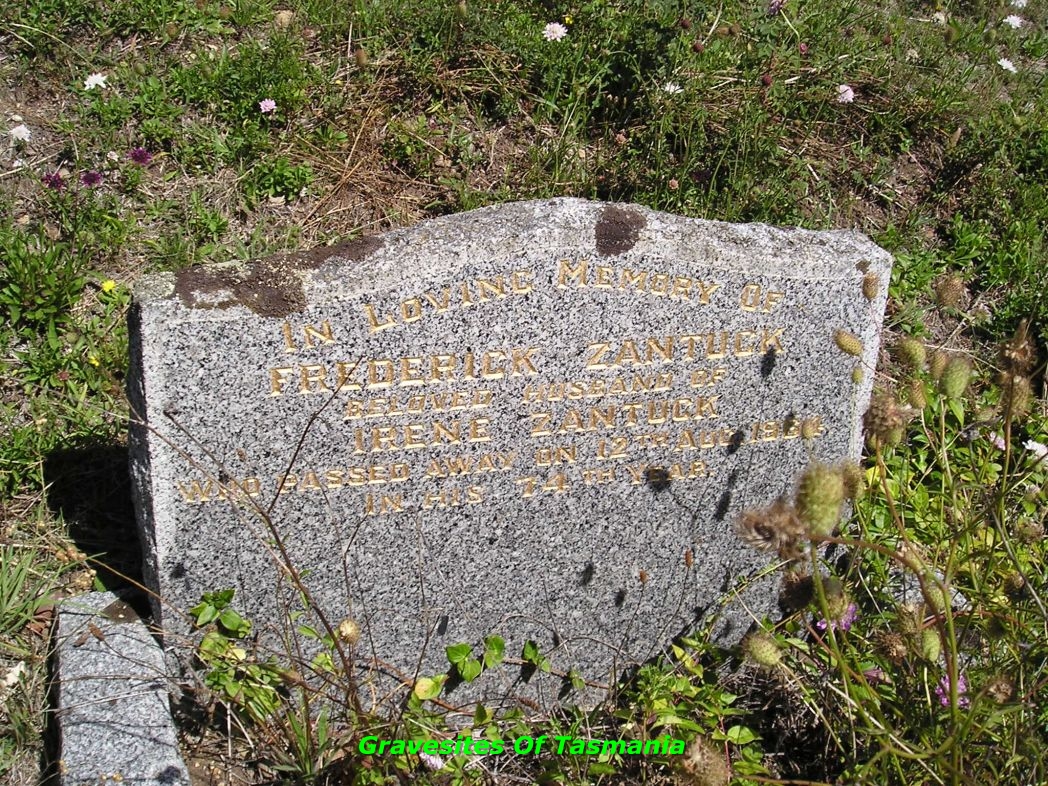 IN LOVING MEMORY OF
FREDERICK ZANTUCK
BELOVED HUSBAND OF
IRENE ZANTUCK
WHO PASSED AWAY ON 12TH AUG
IN HIS 74TH YEAR
Gravesites Of Tasmania